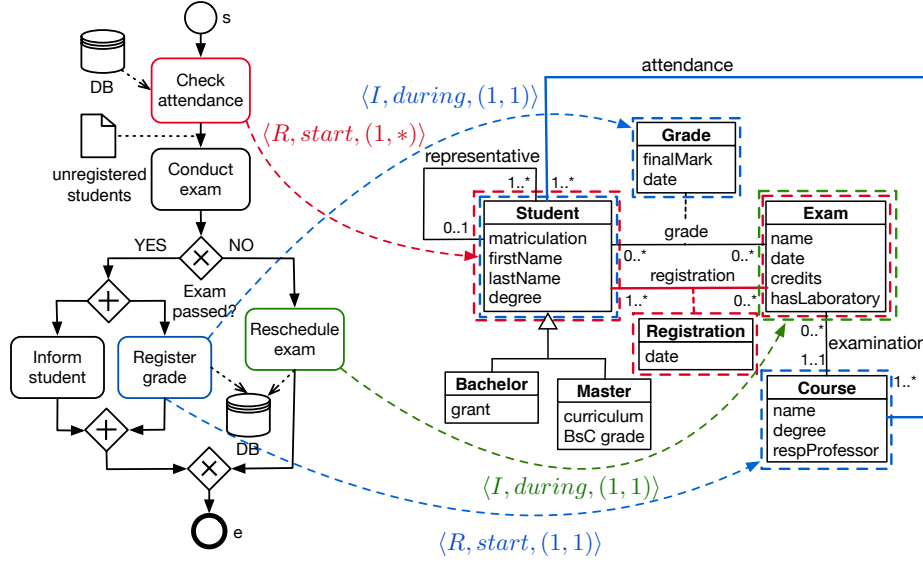 s
DB
Check
attendance
unregistered
students
Conduct
exam
YES
NO
Exam
passed?
Inform
student
Register
grade
Reschedule
exam
DB
e
⟨R, start, (1, *)⟩
⟨I, during, (1, 1)⟩
⟨I, during, (1, 1)⟩
⟨R, start, (1, 1)⟩
attendance
representative
1..*
1..*
0..1
Student
matriculation
firstName
lastName
degree
Grade
finalMark
date
grade
0..*
0..*
registration
1..*
0..*
Registration
date
Exam
name
date
credits
hasLaboratory
0..*
examination
1..1
Course
name
degree
respProfessor
1..*
Bachelor
grant
Master
curriculum
BsC grade